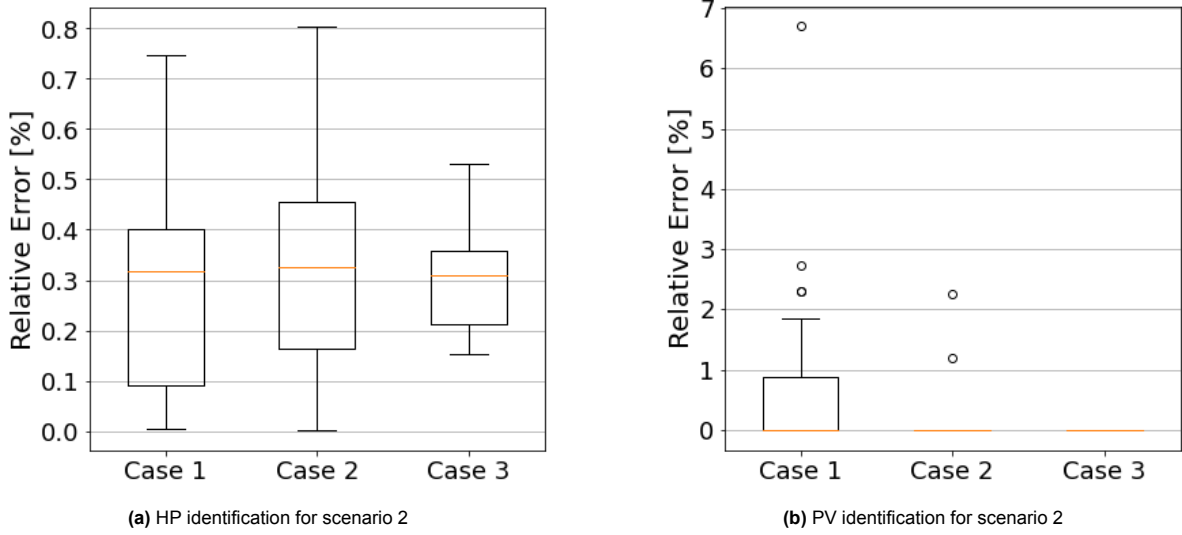 Relative Error [%]
0.8
0.7
0.6
0.5
0.4
0.3
0.2
0.1
0.0
Case 1 Case 2 Case 3
(a) HP identification for scenario 2
Relative Error [%]
7
6
5
4
3
2
1
0
Case 1 Case 2 Case 3
(b) PV identification for scenario 2